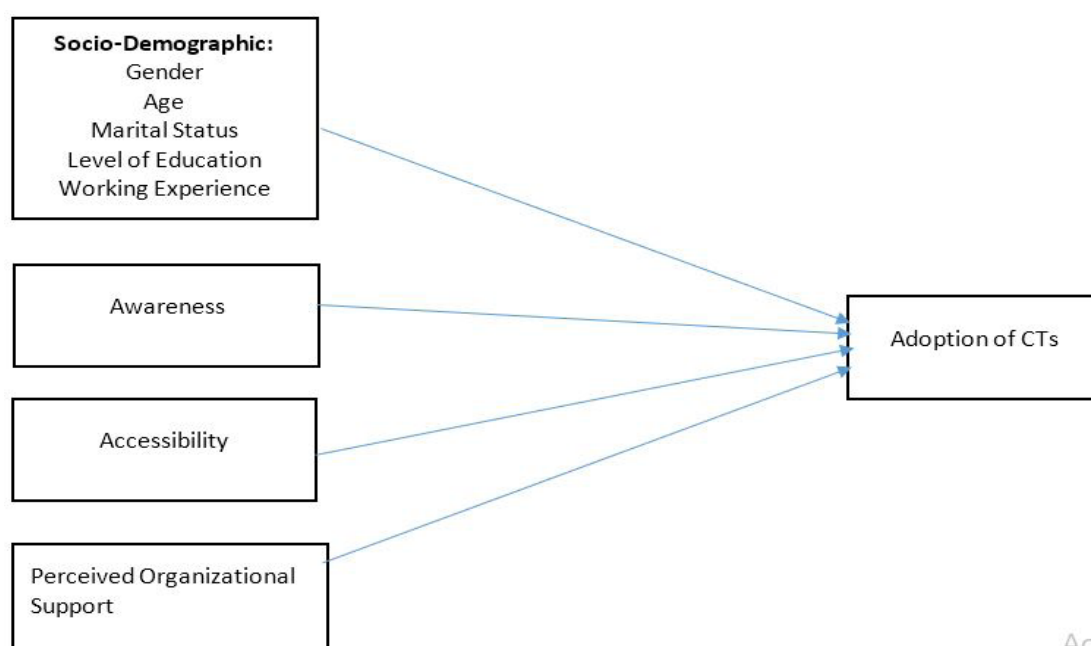 Socio-Demographic:
Gender
Age
Marital Status
Level of Education
Working Experience
Awareness
Adoption of CTs
Accessibility
Perceived Organizational
Support